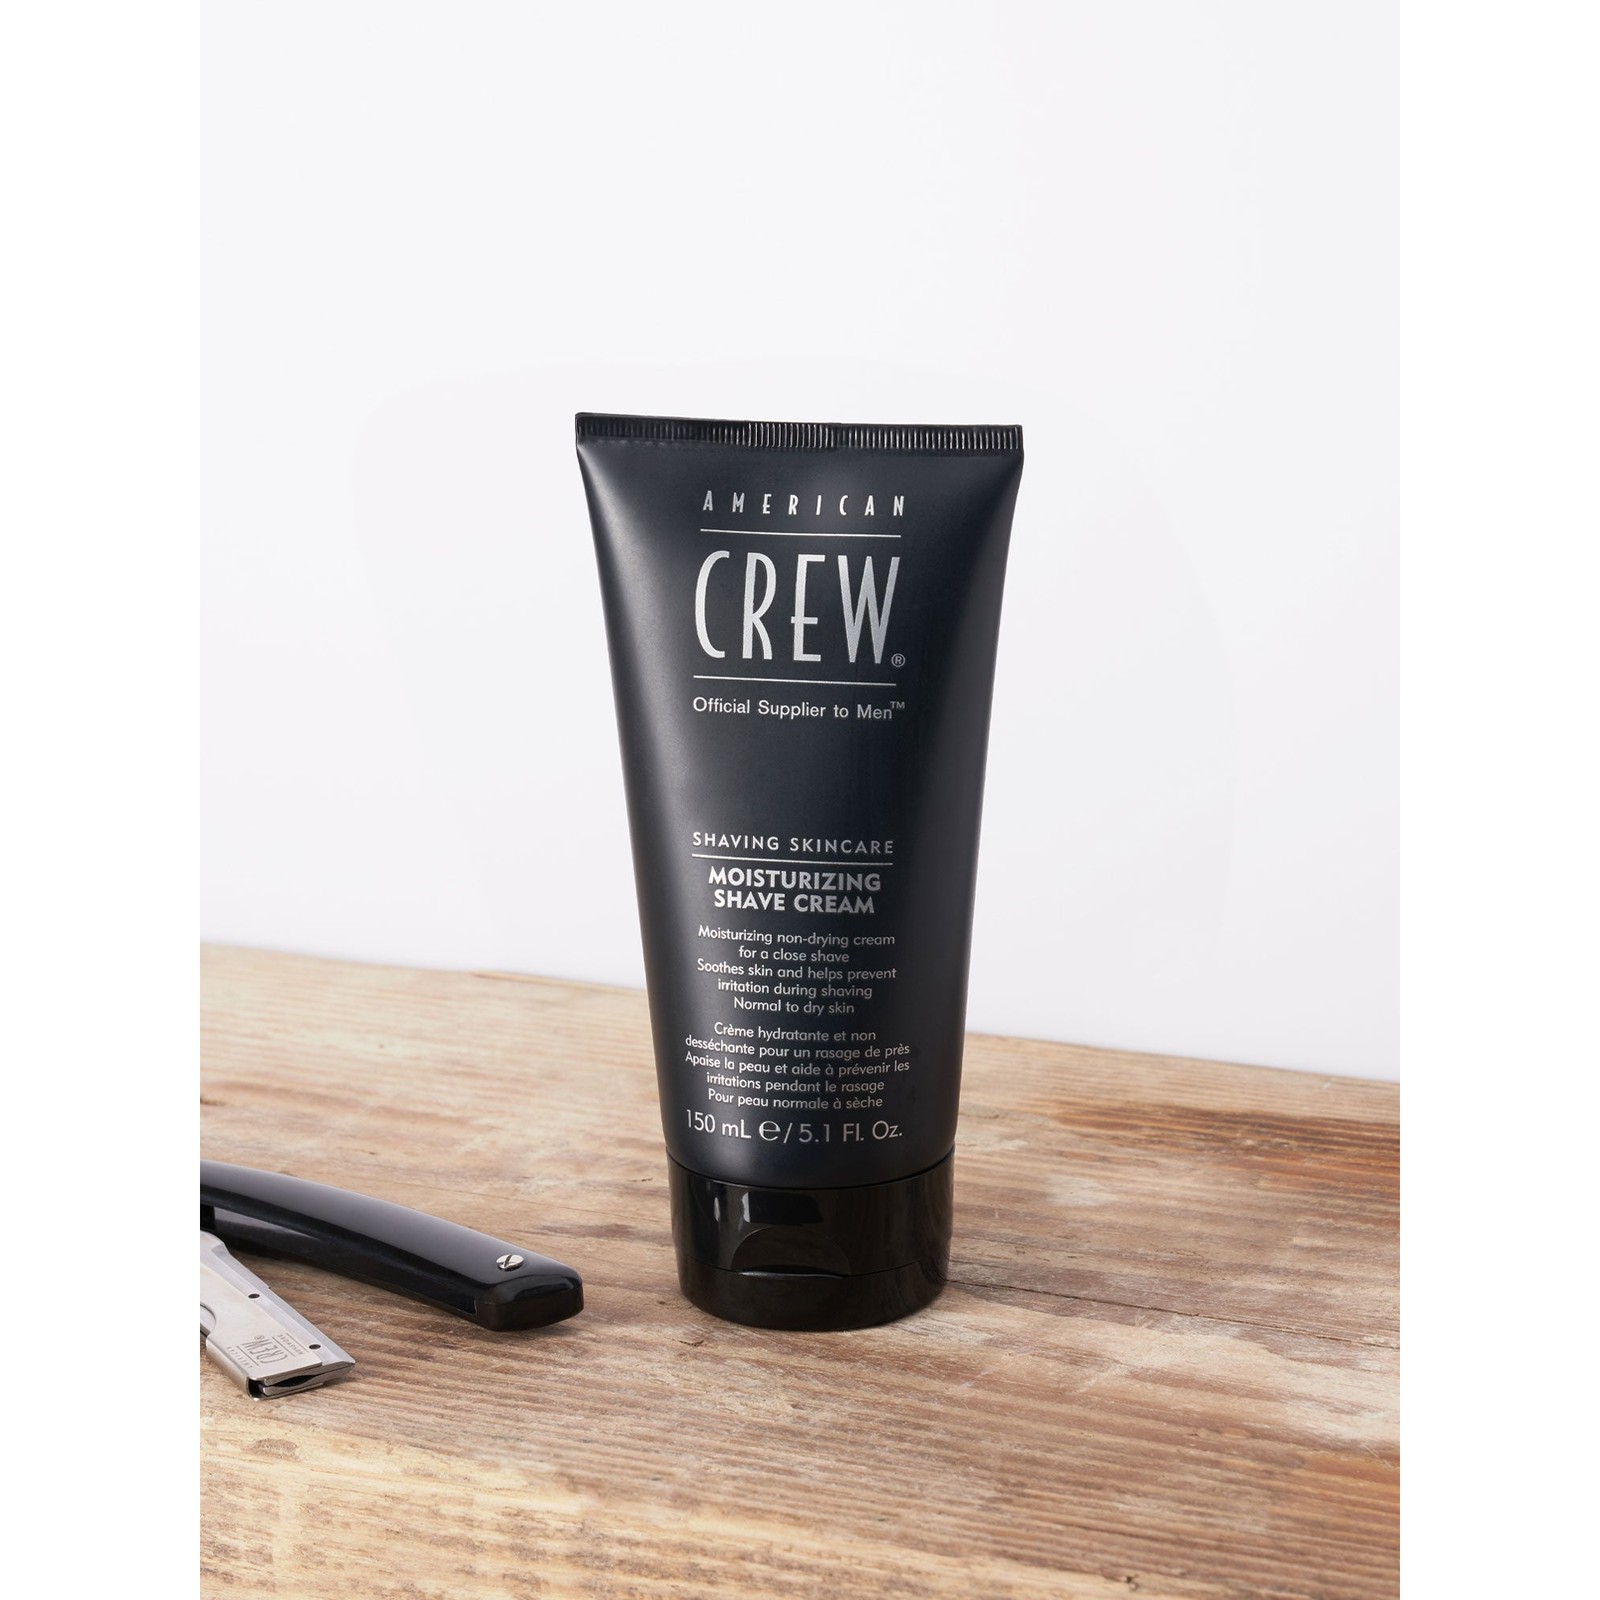 AMERICAN
CREW®
Official Supplier to Men™
SHAVING SKINCARE
MOISTURIZING
SHAVE CREAM
Moisturizing non-drying cream
for a close shave
Soothes skin and helps prevent
irritation during shaving
Normal to dry skin
Crème hydratante et non
desséchante pour un rasage de près
Apaise la peau et aide à prévenir les
irritations pendant le rasage
Pour peau normale à sèche
150 mL ℮/ 5.1 Fl. Oz.
AMERICAN
CREW®